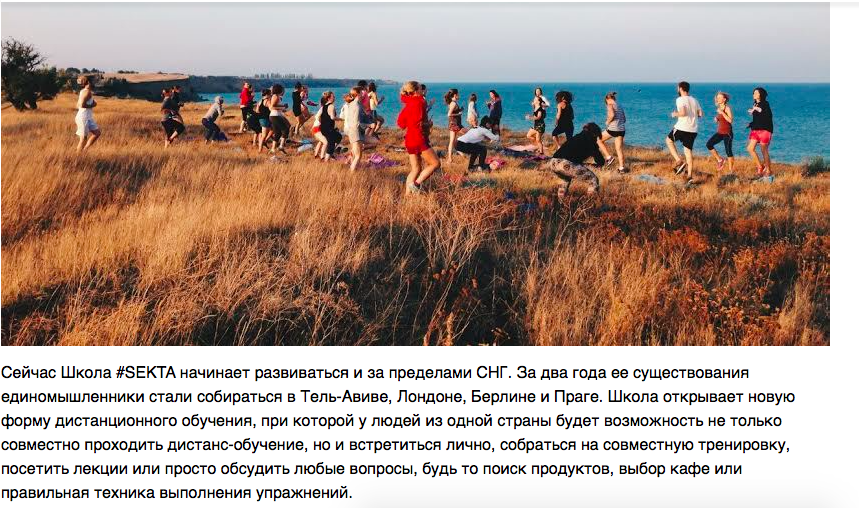 Сейчас Школа #SEKTA начинает развиваться и за пределами СНГ. За два года ее существования
единомышленники стали собираться в Тель-Авиве, Лондоне, Берлине и Праге. Школа открывает новую
форму дистанционного обучения, при которой у людей из одной страны будет возможность не только
совместно проходить дистанс-обучение, но и встретиться лично, собраться на совместную тренировку,
посетить лекции или просто обсудить любые вопросы, будь то поиск продуктов, выбор кафе или
правильная техника выполнения упражнений.